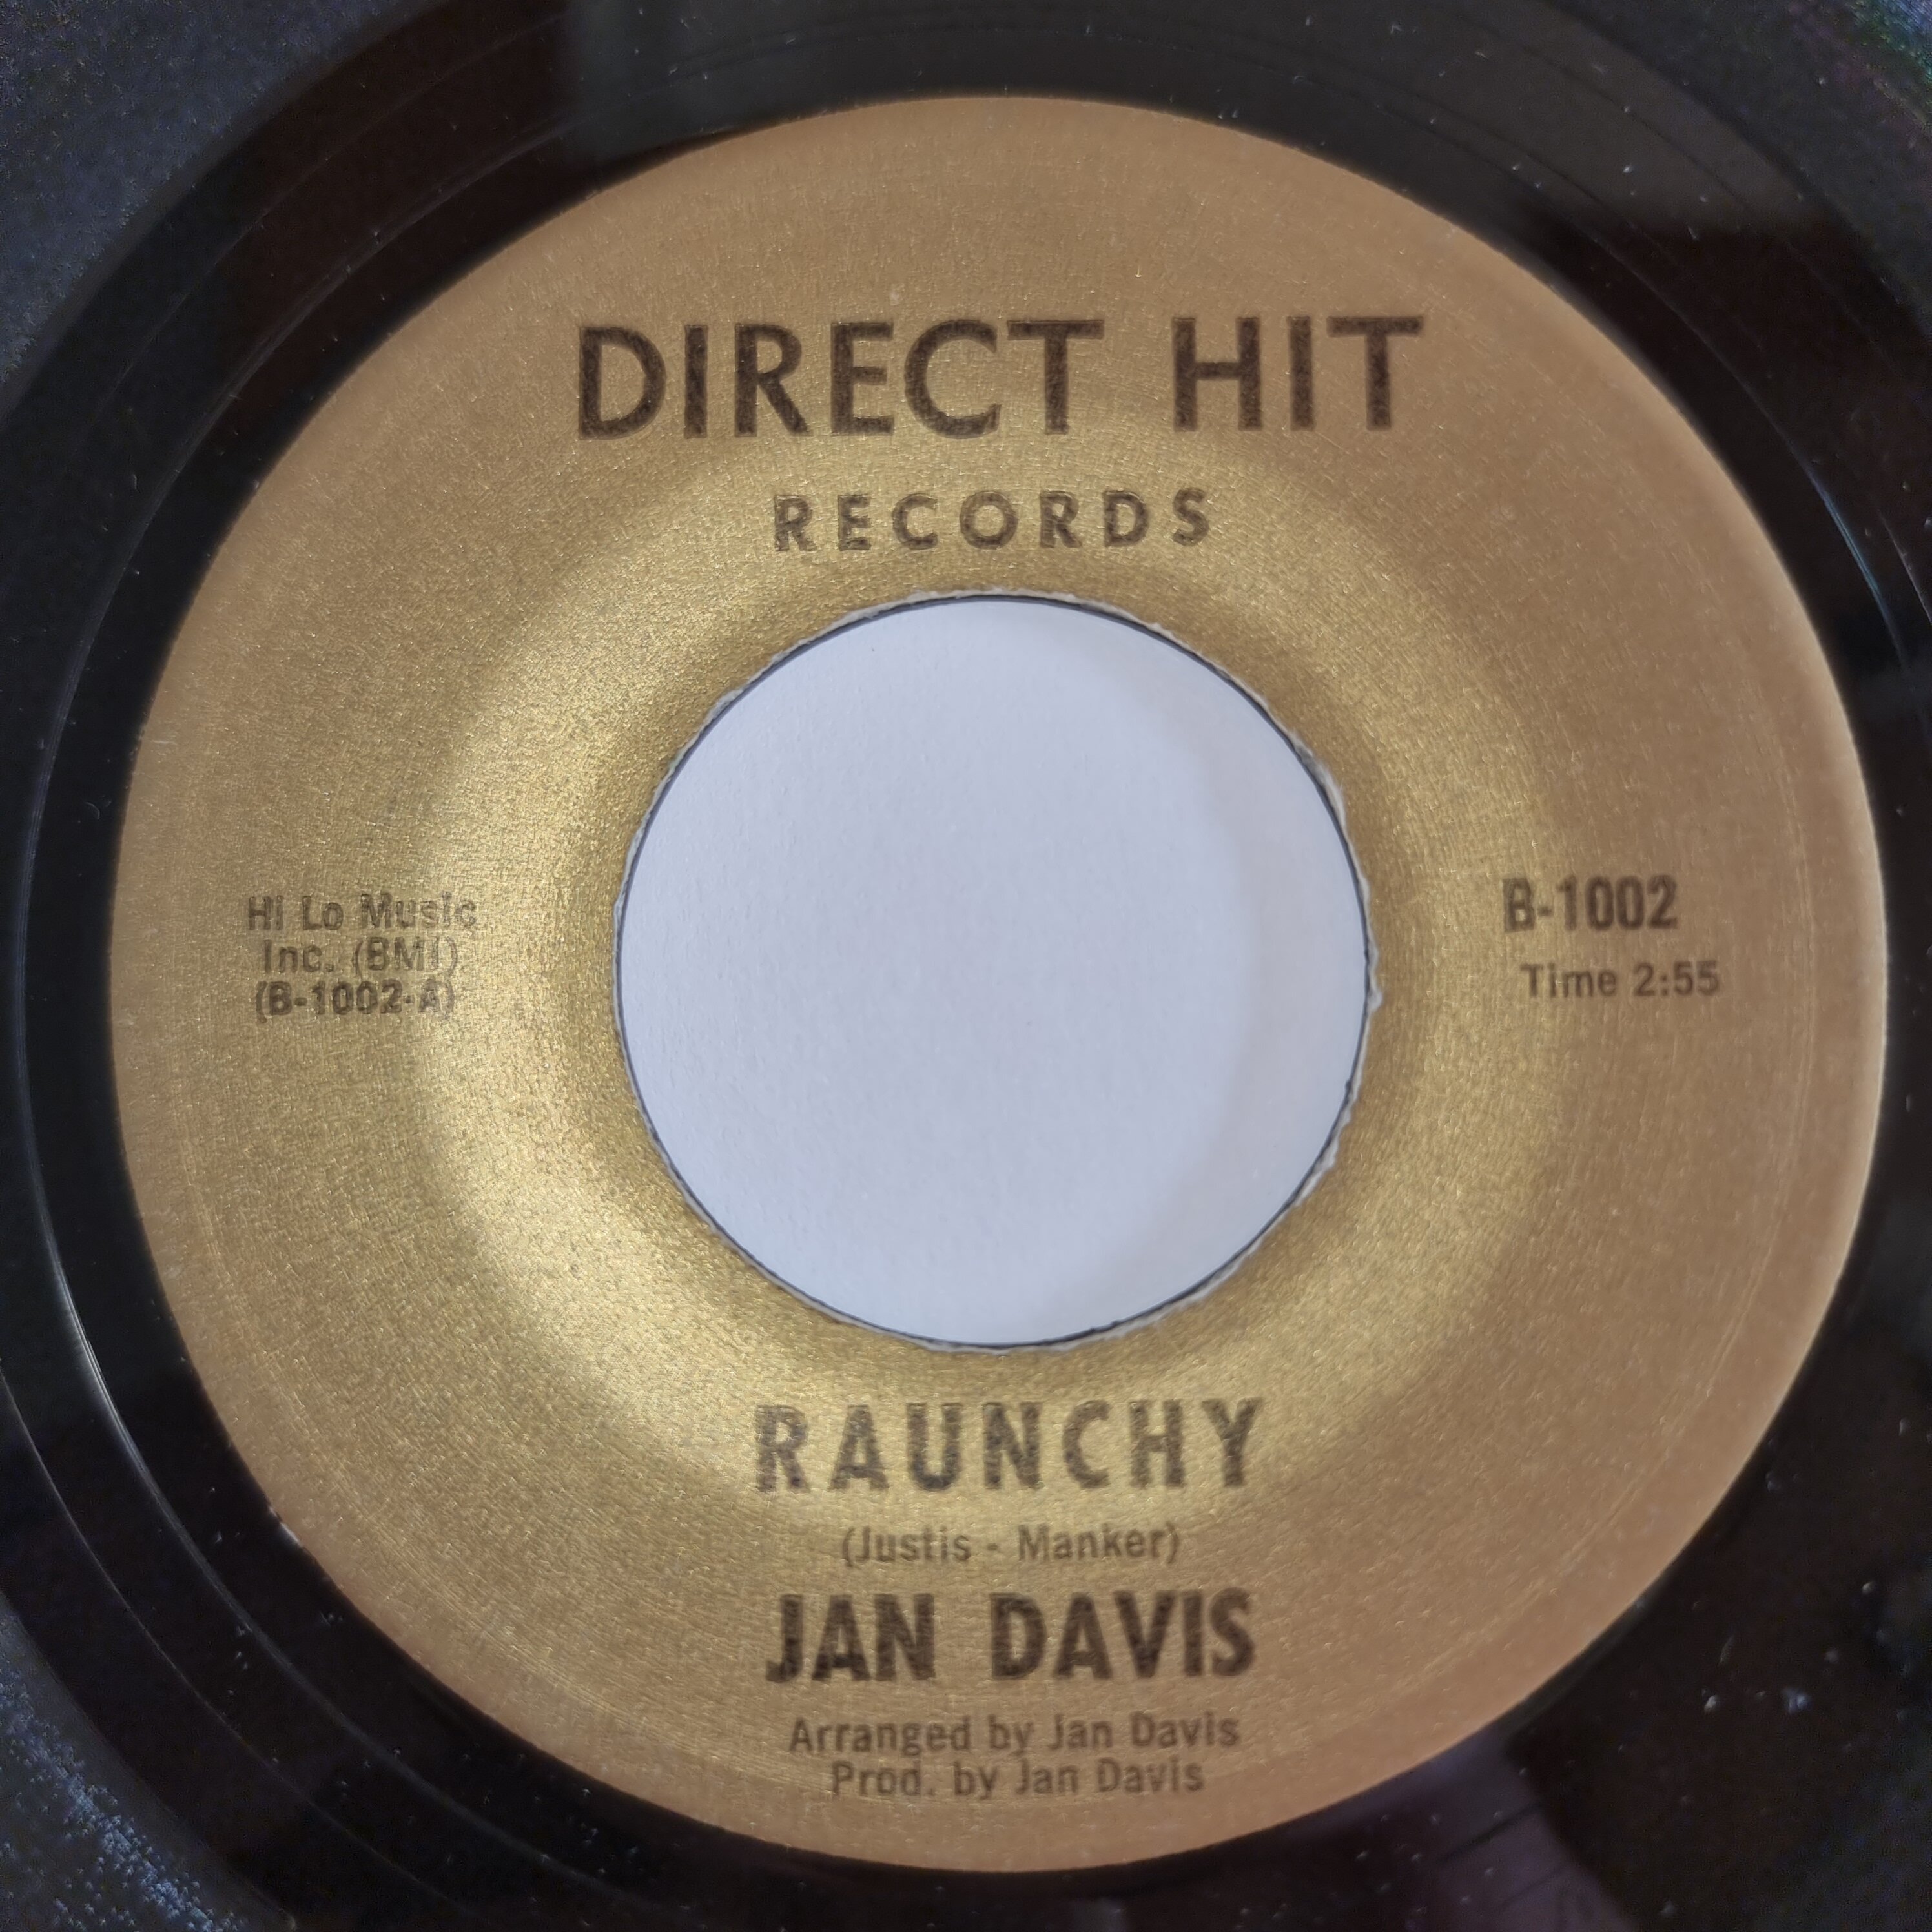 DIRECT HIT
RECORDS
Hi Lo Music
Inc. (BMI)
(B-1002-A)
B-1002
Time 2:55
RAUNCHY
(Justis - Manker)
JAN DAVIS
Arranged by Jan Davis
Prod. by Jan Davis